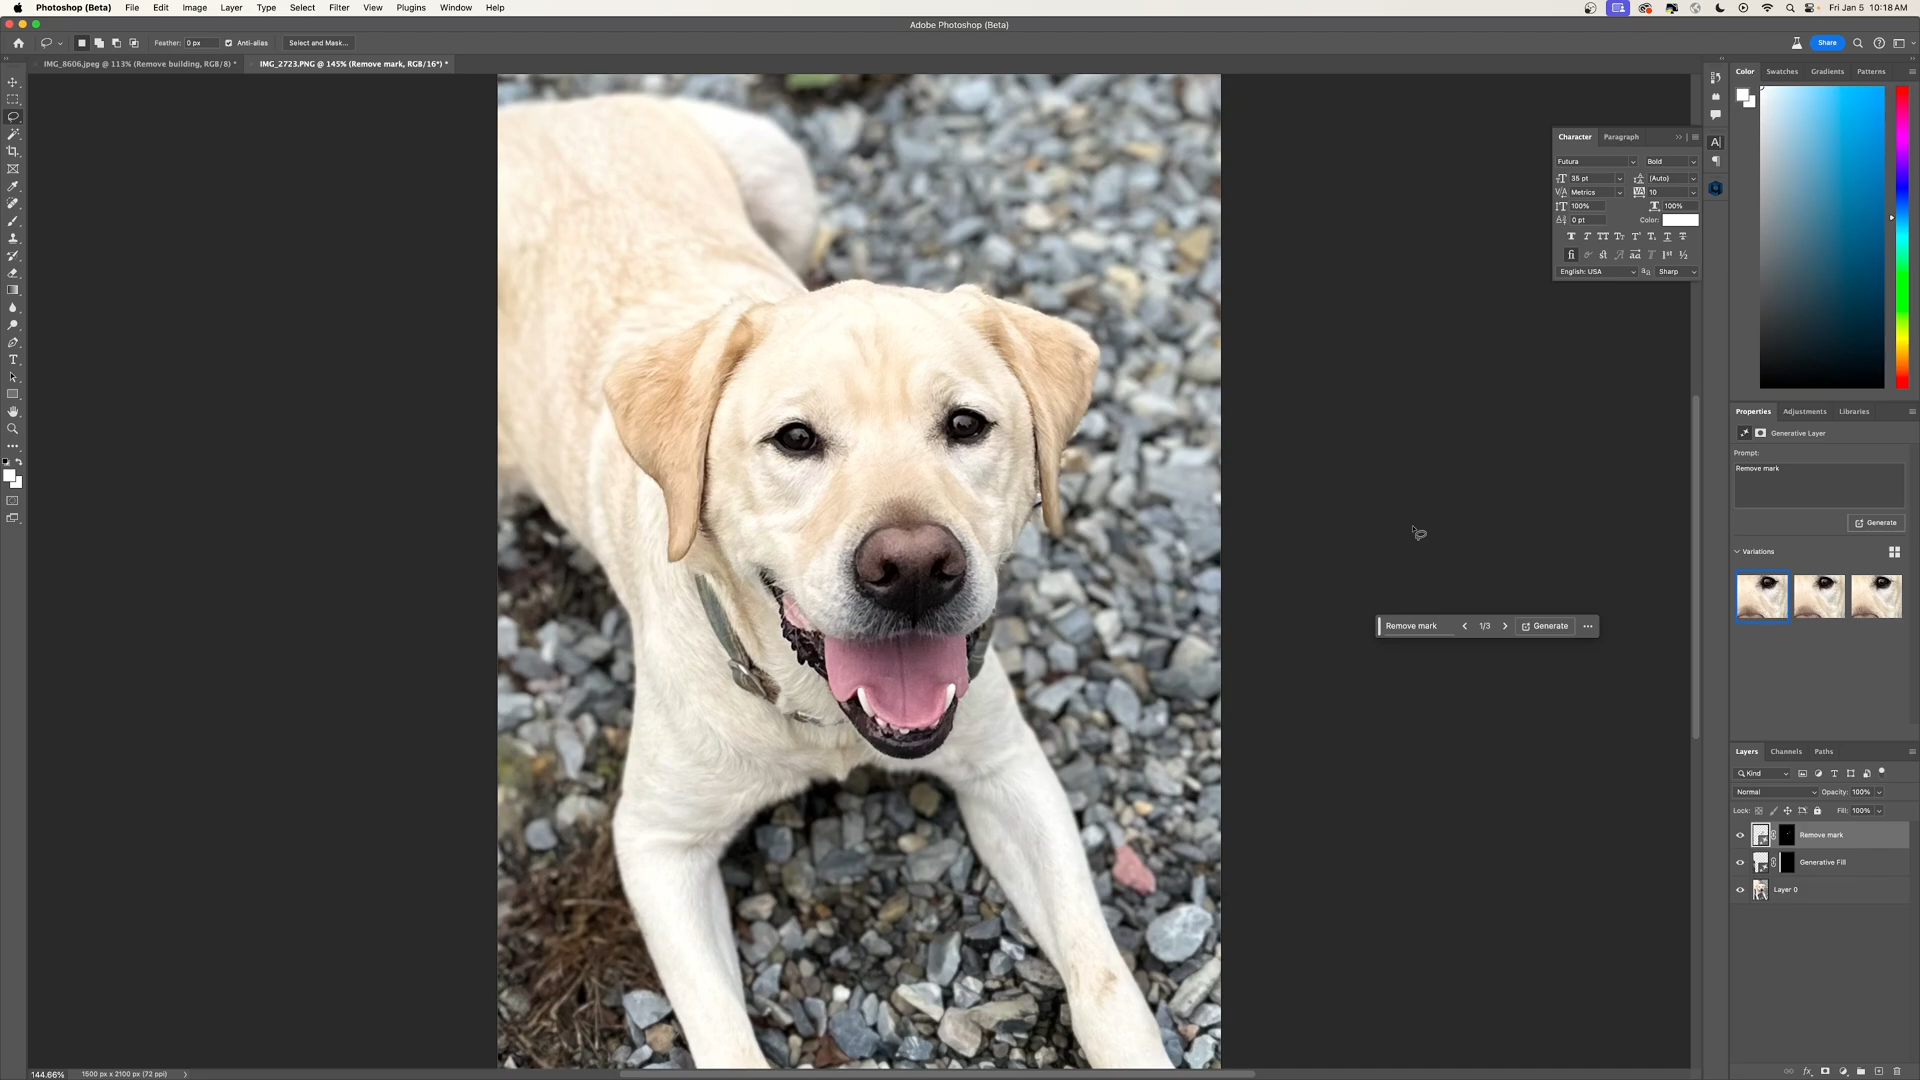 Photoshop (Beta) File Edit Image Layer Type Select Filter View Plugins Window Help Fri Jan 5 10:18 AM
Adobe Photoshop (Beta)
Feather: 0 px Anti-alias Select and Mask... Share
IMG_8606.jpeg @ 113% (Remove building, RGB/8) * IMG_2723.PNG @ 145% (Remove mark, RGB/16*) *
Color Swatches Gradients Patterns
Character Paragraph
Futura Bold
35 pt (Auto)
Metrics 10
100% 100%
0 pt Color:
English: USA Sharp
Properties Adjustments Libraries
Generative Layer
Prompt:
Remove mark
Generate
Variations
Remove mark 1/3 Generate
Layers Channels Paths
Kind
Normal Opacity: 100%
Lock: Fill: 100%
Remove mark
Generative Fill
Layer 0
144.66% 1500 px x 2100 px (72 ppi)